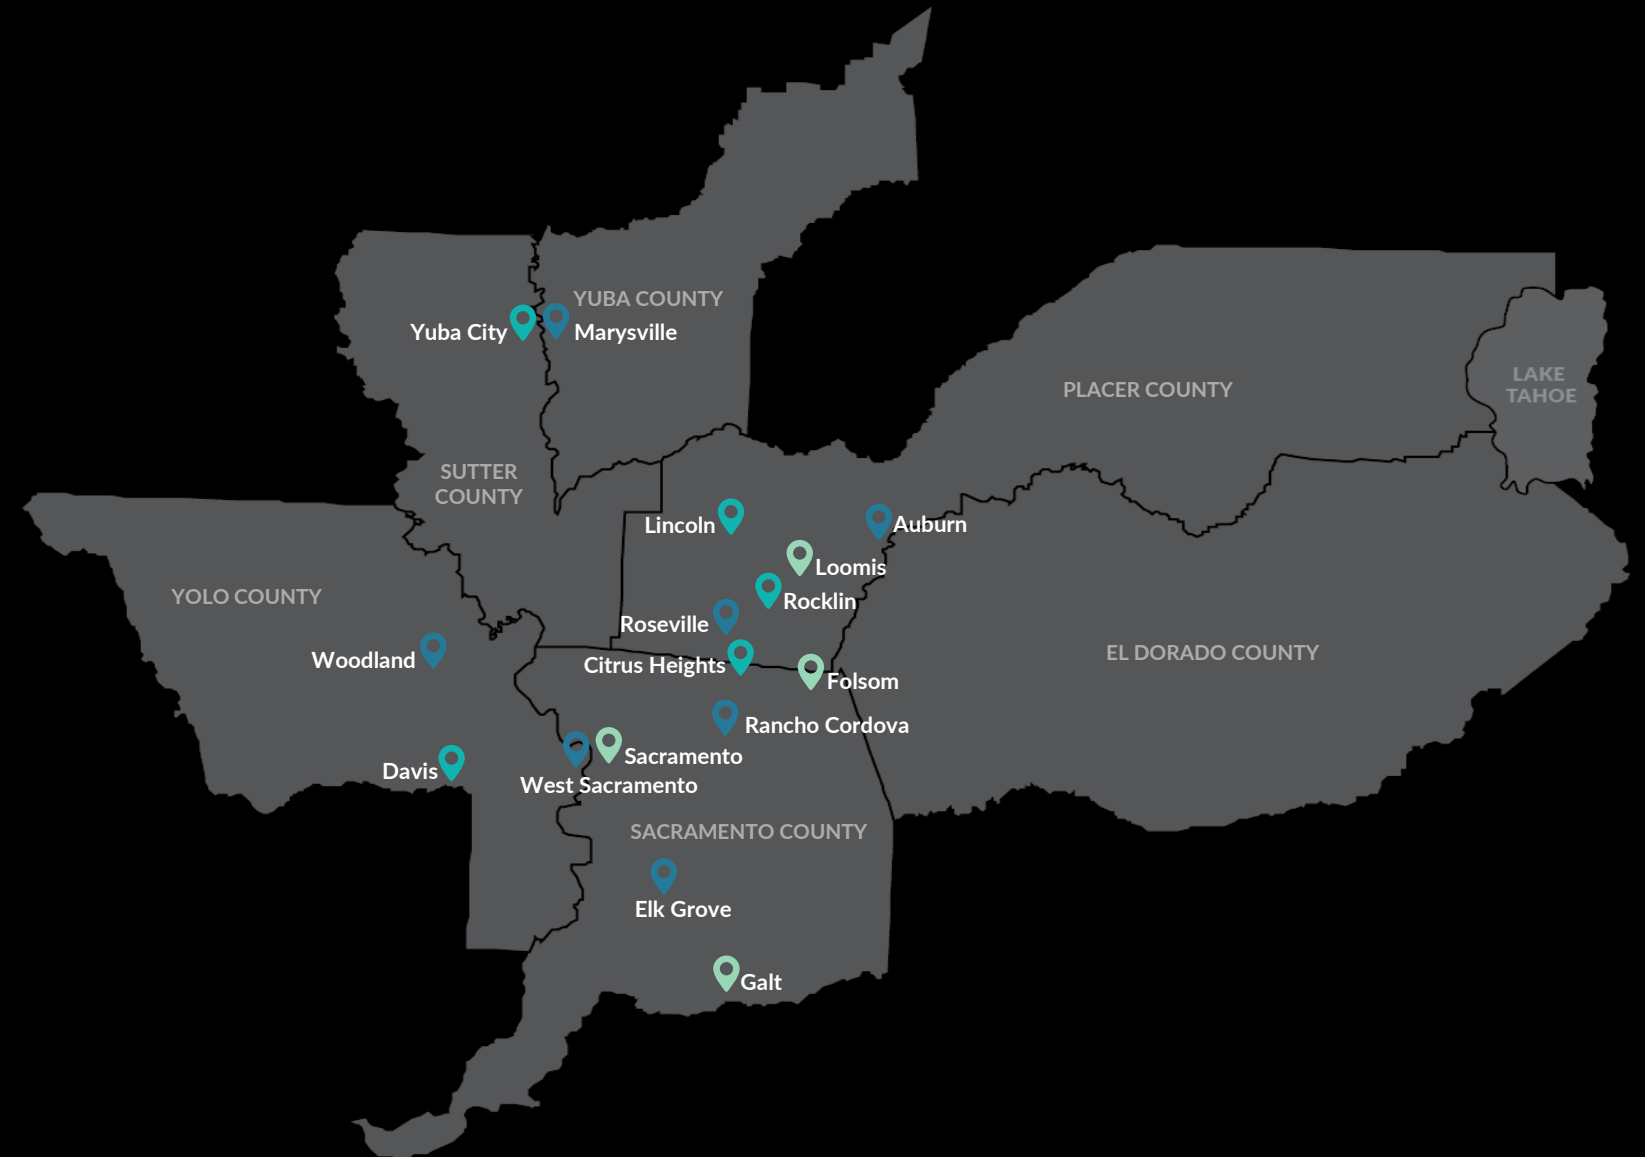 YUBA COUNTY
Yuba City
Marysville
PLACER COUNTY
LAKE
TAHOE
SUTTER
COUNTY
Lincoln
Auburn
Loomis
YOLO COUNTY
Rocklin
Roseville
EL DORADO COUNTY
Woodland
Citrus Heights
Folsom
Rancho Cordova
Sacramento
Davis
West Sacramento
SACRAMENTO COUNTY
Elk Grove
Galt